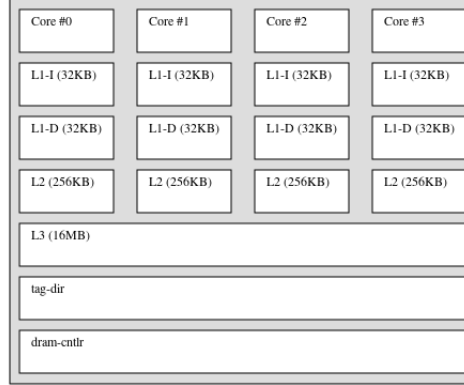 Core #0 Core #1 Core #2 Core #3
L1-I (32KB) L1-I (32KB) L1-I (32KB) L1-I (32KB)
L1-D (32KB) L1-D (32KB) L1-D (32KB) L1-D (32KB)
L2 (256KB) L2 (256KB) L2 (256KB) L2 (256KB)
L3 (16MB)
tag-dir
dram-cntlr